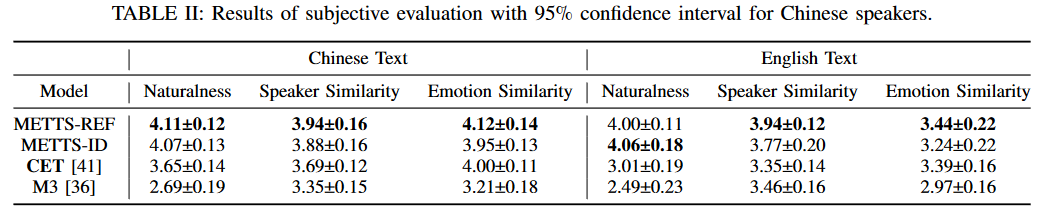 TABLE II: Results of subjective evaluation with 95% confidence interval for Chinese speakers.
Chinese Text English Text
Model Naturalness Speaker Similarity Emotion Similarity Naturalness Speaker Similarity Emotion Similarity
METTS-REF 4.11±0.12 3.94±0.16 4.12±0.14 4.00±0.11 3.94±0.12 3.44±0.22
METTS-ID 4.07±0.13 3.88±0.16 3.95±0.13 4.06±0.18 3.77±0.20 3.24±0.22
CET [41] 3.65±0.14 3.69±0.12 4.00±0.11 3.01±0.19 3.35±0.14 3.39±0.16
M3 [36] 2.69±0.19 3.35±0.15 3.21±0.18 2.49±0.23 3.46±0.16 2.97±0.16